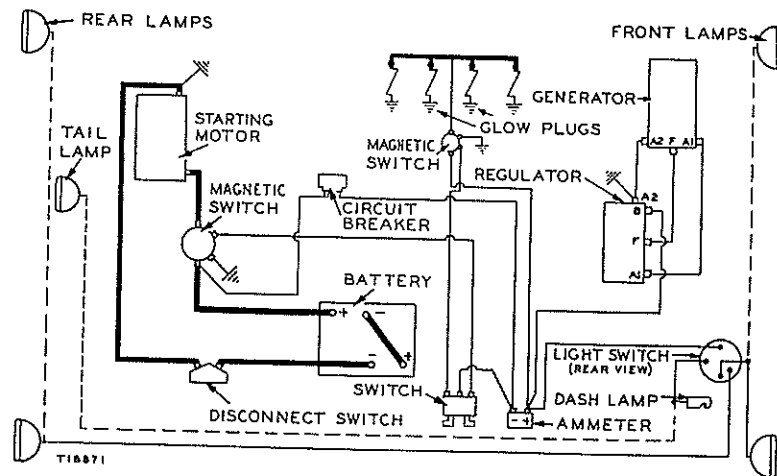 REAR LAMPS
FRONT LAMPS
GENERATOR
STARTING
MOTOR
GLOW PLUGS
TAIL
LAMP
MAGNETIC
SWITCH
A2 F A1
REGULATOR
A2
B
F
A1
MAGNETIC
SWITCH
CIRCUIT
BREAKER
BATTERY
+ -
- +
LIGHT SWITCH
(REAR VIEW)
SWITCH
DASH LAMP
DISCONNECT SWITCH
- +
AMMETER
T18871